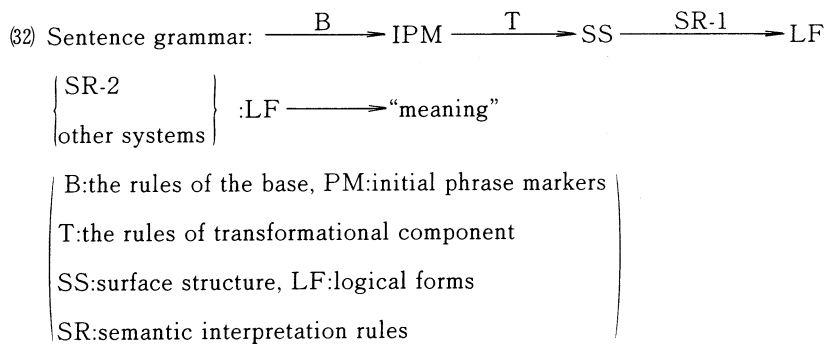 (32) Sentence grammar: —B→ IPM —T→ SS —SR-1→ LF
{SR-2
other systems} :LF ——→ “meaning”
(B:the rules of the base, PM:initial phrase markers
T:the rules of transformational component
SS:surface structure, LF:logical forms
SR:semantic interpretation rules)